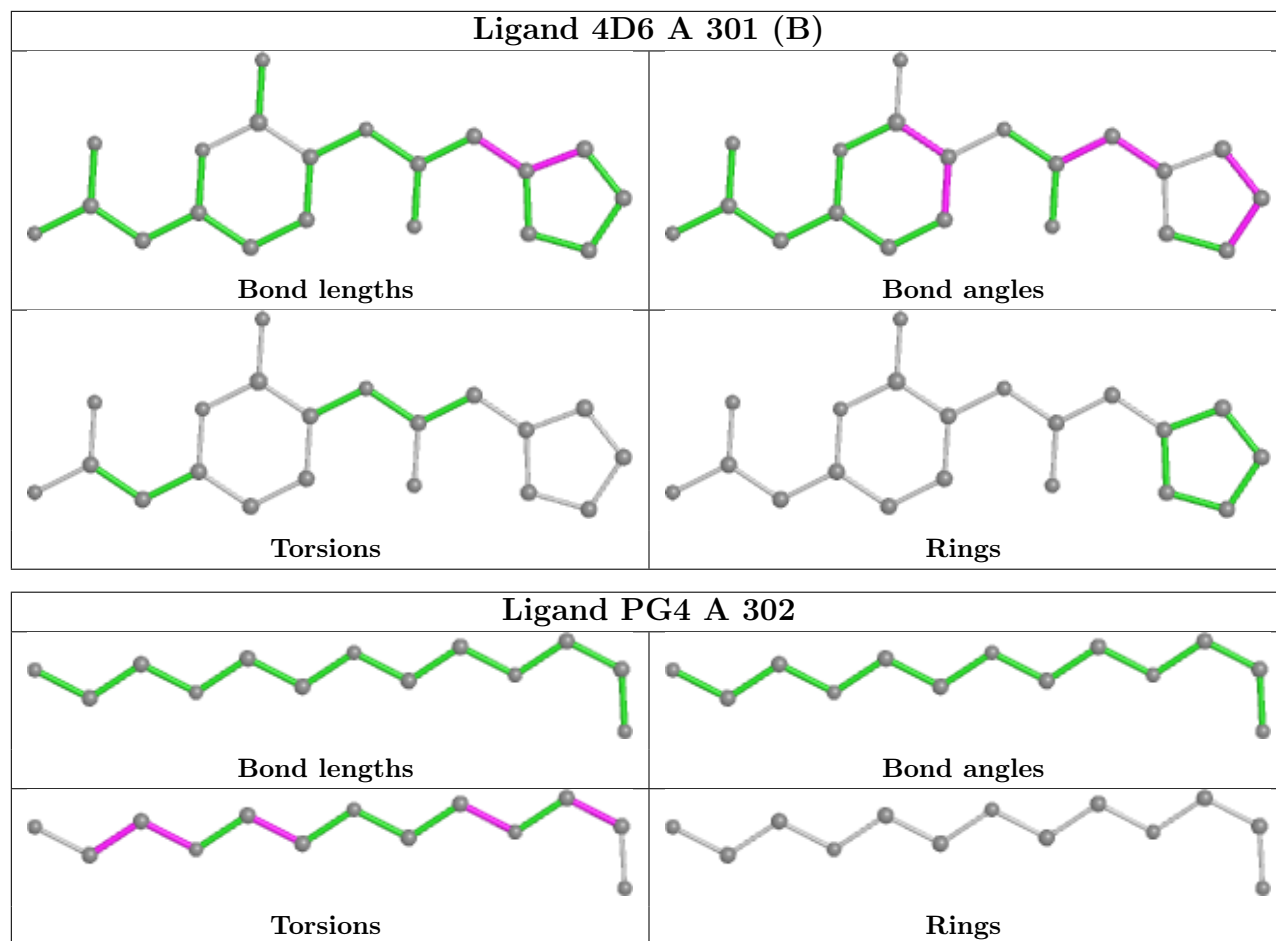 Ligand 4D6 A 301 (B)
Bond lengths
Bond angles
Torsions
Rings
Ligand PG4 A 302
Bond lengths
Bond angles
Torsions
Rings